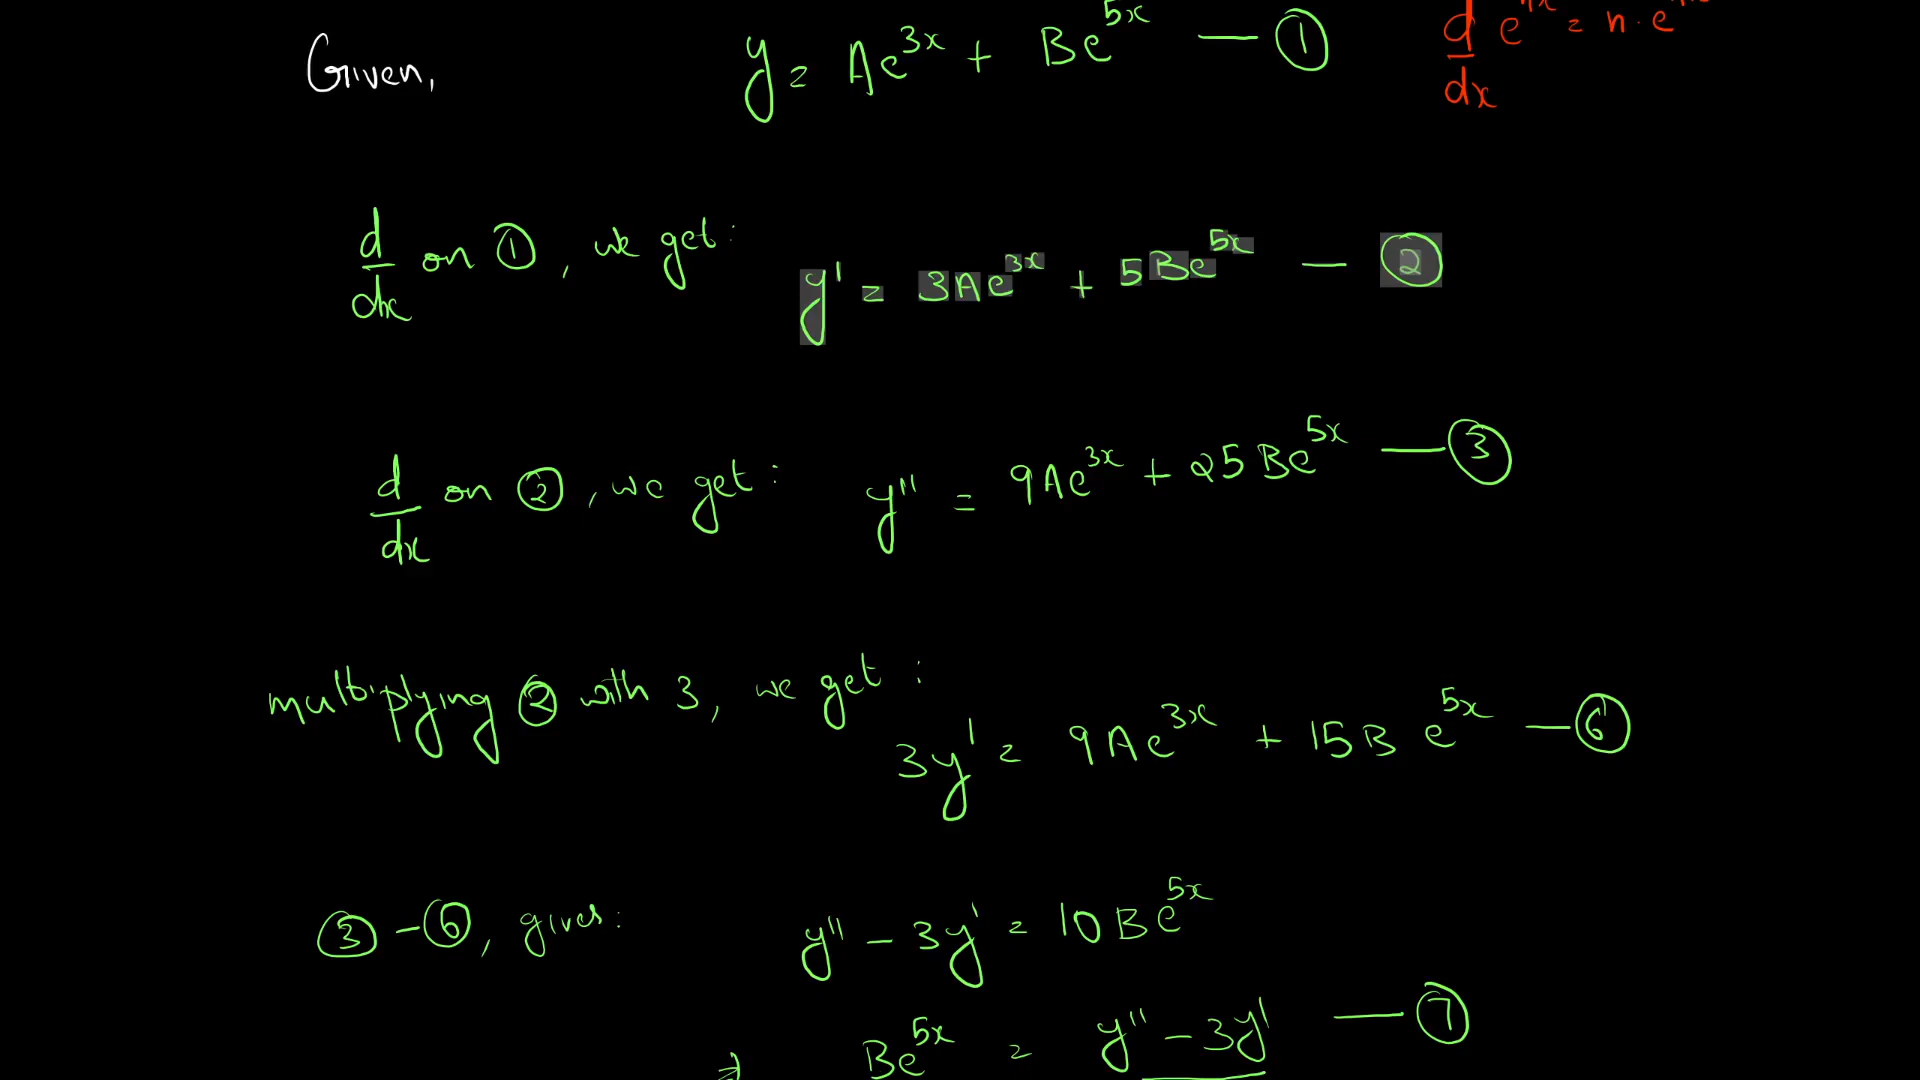 Given, y = Ae^{3x} + Be^{5x} — ①
d/dx e^{nx} = n·e
d/dx on ①, we get: y' = 3Ae^{3x} + 5Be^{5x} — ②
d/dx on ②, we get: y'' = 9Ae^{3x} + 25Be^{5x} — ③
multiplying ② with 3, we get:
3y' = 9Ae^{3x} + 15Be^{5x} — ⑥
③ – ⑥, gives: y'' – 3y' = 10Be^{5x}
Be^{5x} = y'' – 3y' — ⑦